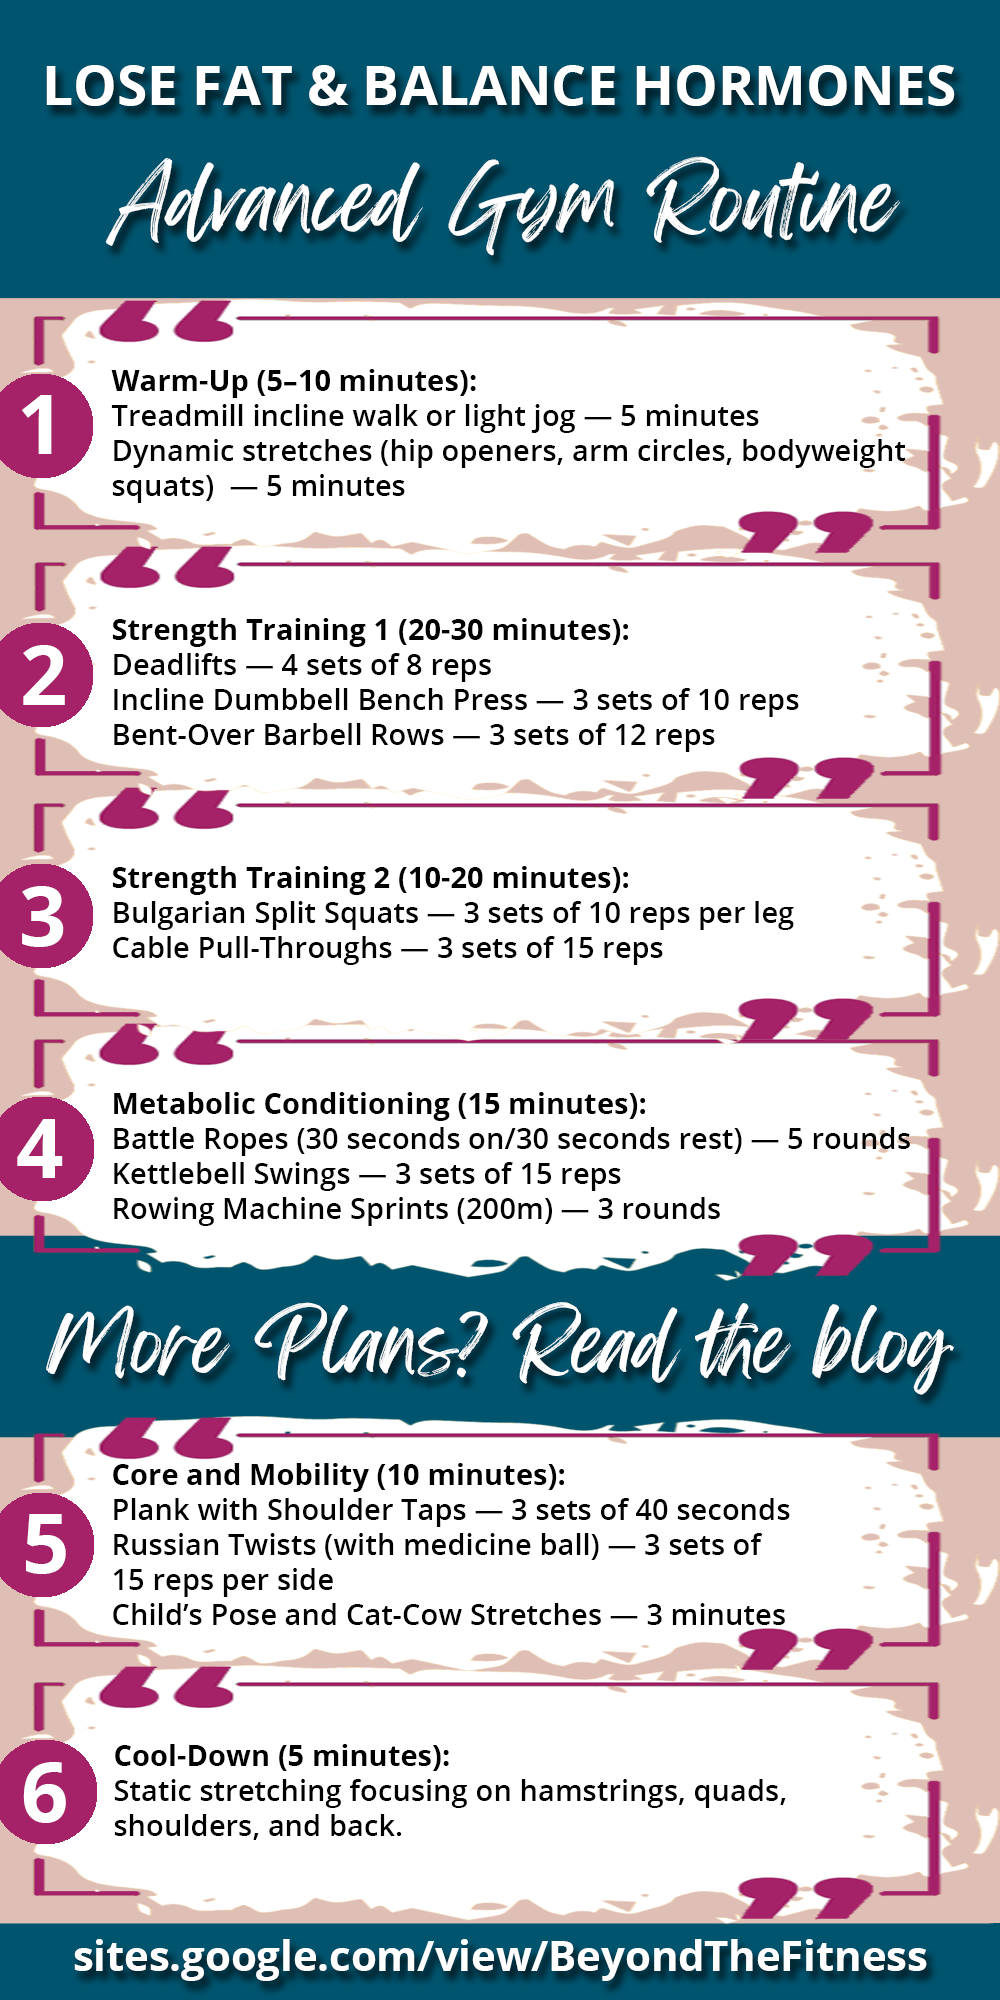 LOSE FAT & BALANCE HORMONES
Advanced Gym Routine
1
Warm-Up (5–10 minutes):
Treadmill incline walk or light jog — 5 minutes
Dynamic stretches (hip openers, arm circles, bodyweight
squats)  — 5 minutes
2
Strength Training 1 (20-30 minutes):
Deadlifts — 4 sets of 8 reps
Incline Dumbbell Bench Press — 3 sets of 10 reps
Bent-Over Barbell Rows — 3 sets of 12 reps
3
Strength Training 2 (10-20 minutes):
Bulgarian Split Squats — 3 sets of 10 reps per leg
Cable Pull-Throughs — 3 sets of 15 reps
4
Metabolic Conditioning (15 minutes):
Battle Ropes (30 seconds on/30 seconds rest) — 5 rounds
Kettlebell Swings — 3 sets of 15 reps
Rowing Machine Sprints (200m) — 3 rounds
More Plans? Read the blog
5
Core and Mobility (10 minutes):
Plank with Shoulder Taps — 3 sets of 40 seconds
Russian Twists (with medicine ball) — 3 sets of
15 reps per side
Child’s Pose and Cat-Cow Stretches — 3 minutes
6
Cool-Down (5 minutes):
Static stretching focusing on hamstrings, quads,
shoulders, and back.
sites.google.com/view/BeyondTheFitness